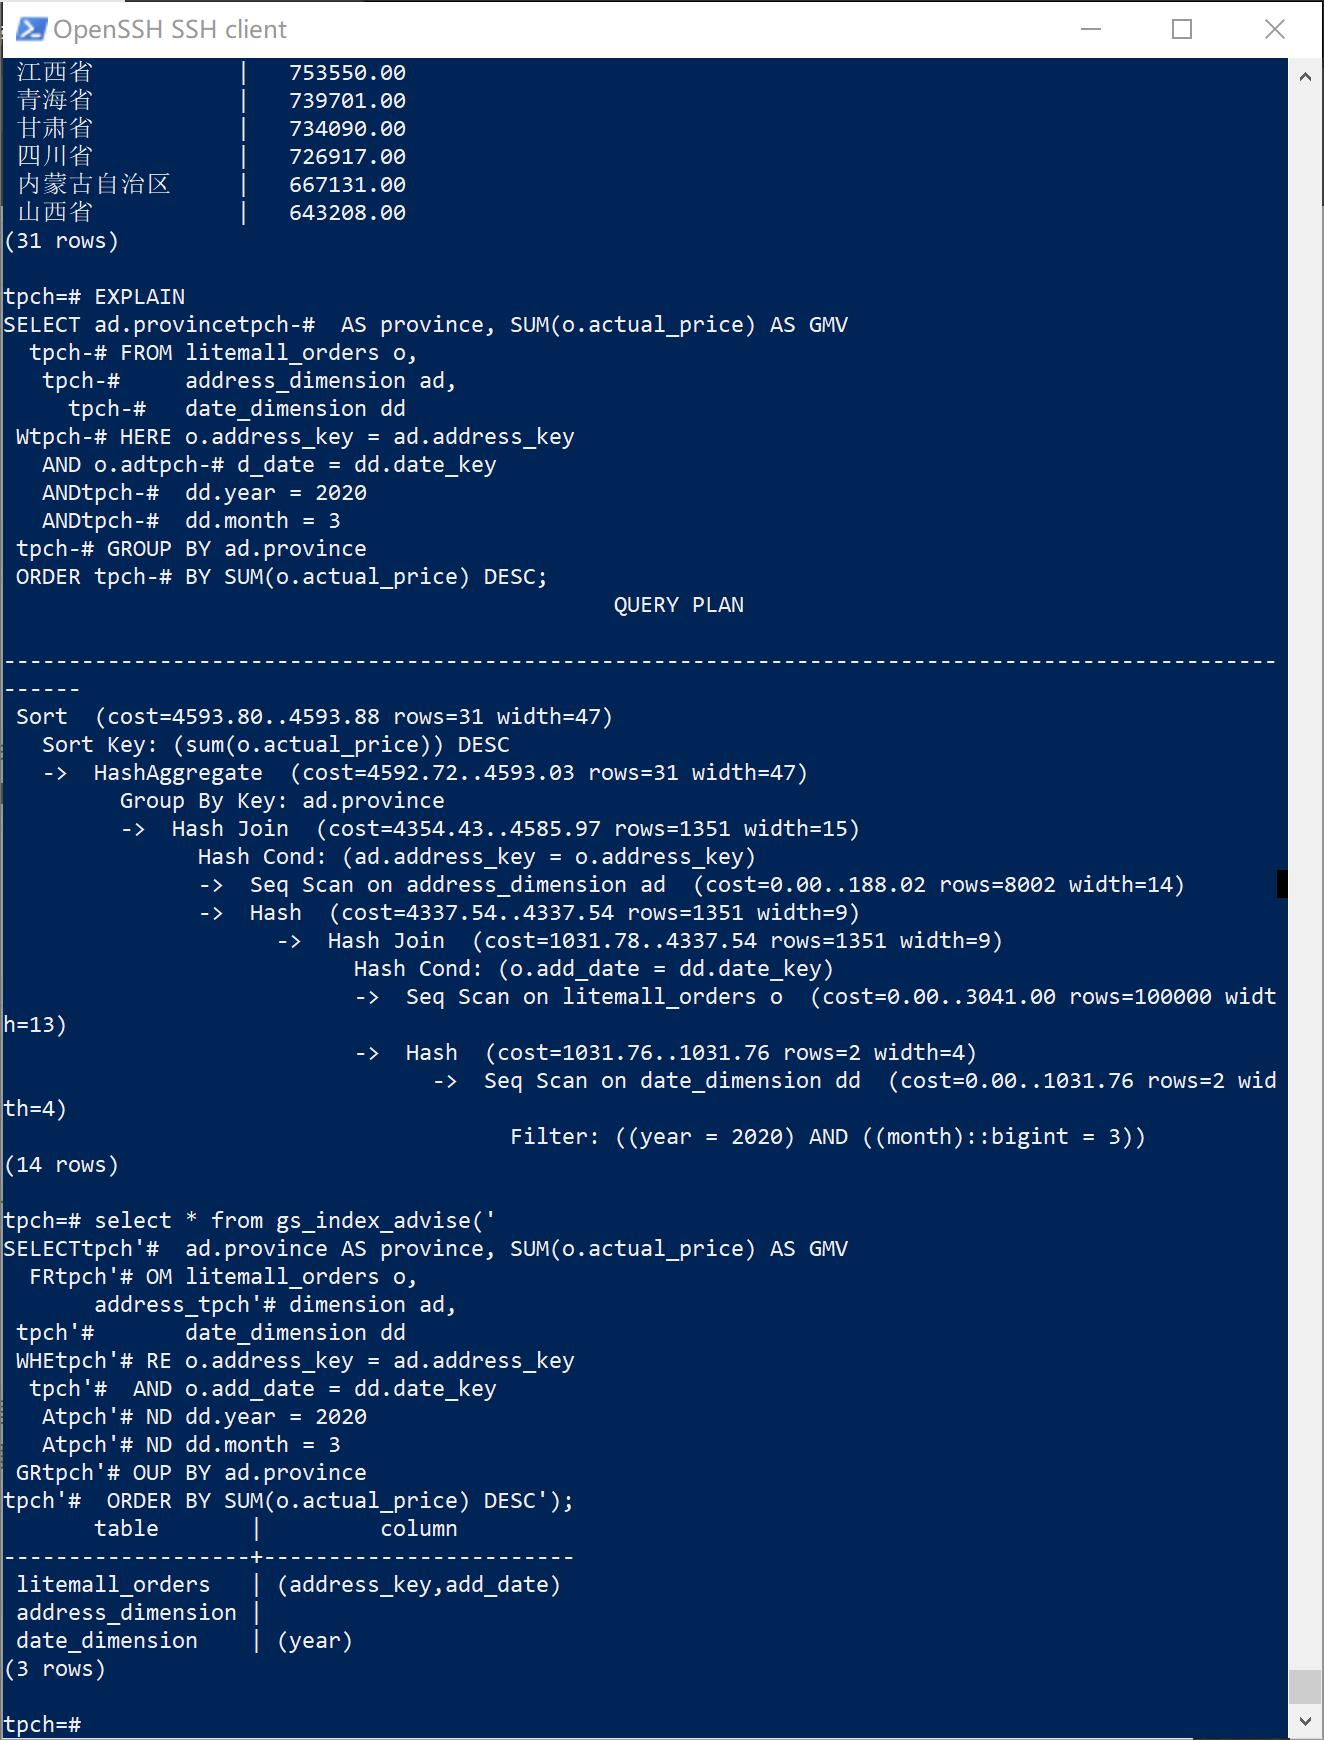 OpenSSH SSH client
江西省 | 753550.00
青海省 | 739701.00
甘肃省 | 734090.00
四川省 | 726917.00
内蒙古自治区 | 667131.00
山西省 | 643208.00
(31 rows)
tpch=# EXPLAIN
SELECT ad.provincetpch-#  AS province, SUM(o.actual_price) AS GMV
  tpch-# FROM litemall_orders o,
   tpch-#     address_dimension ad,
     tpch-#   date_dimension dd
 Wtpch-# HERE o.address_key = ad.address_key
   AND o.adtpch-# d_date = dd.date_key
   ANDtpch-#  dd.year = 2020
   ANDtpch-#  dd.month = 3
 tpch-# GROUP BY ad.province
 ORDER tpch-# BY SUM(o.actual_price) DESC;
QUERY PLAN
--------------------------------------------------------------------------------------------------
------
 Sort  (cost=4593.80..4593.88 rows=31 width=47)
   Sort Key: (sum(o.actual_price)) DESC
   ->  HashAggregate  (cost=4592.72..4593.03 rows=31 width=47)
         Group By Key: ad.province
         ->  Hash Join  (cost=4354.43..4585.97 rows=1351 width=15)
               Hash Cond: (ad.address_key = o.address_key)
               ->  Seq Scan on address_dimension ad  (cost=0.00..188.02 rows=8002 width=14)
               ->  Hash  (cost=4337.54..4337.54 rows=1351 width=9)
                     ->  Hash Join  (cost=1031.78..4337.54 rows=1351 width=9)
                           Hash Cond: (o.add_date = dd.date_key)
                           ->  Seq Scan on litemall_orders o  (cost=0.00..3041.00 rows=100000 widt
h=13)
                           ->  Hash  (cost=1031.76..1031.76 rows=2 width=4)
                                 ->  Seq Scan on date_dimension dd  (cost=0.00..1031.76 rows=2 wid
th=4)
                                       Filter: ((year = 2020) AND ((month)::bigint = 3))
(14 rows)
tpch=# select * from gs_index_advise('
SELECTtpch'#  ad.province AS province, SUM(o.actual_price) AS GMV
  FRtpch'# OM litemall_orders o,
       address_tpch'# dimension ad,
 tpch'#       date_dimension dd
 WHEtpch'# RE o.address_key = ad.address_key
  tpch'#  AND o.add_date = dd.date_key
   Atpch'# ND dd.year = 2020
   Atpch'# ND dd.month = 3
 GRtpch'# OUP BY ad.province
tpch'#  ORDER BY SUM(o.actual_price) DESC');
       table       |         column
-------------------+------------------------
 litemall_orders   | (address_key,add_date)
 address_dimension |
 date_dimension    | (year)
(3 rows)
tpch=#